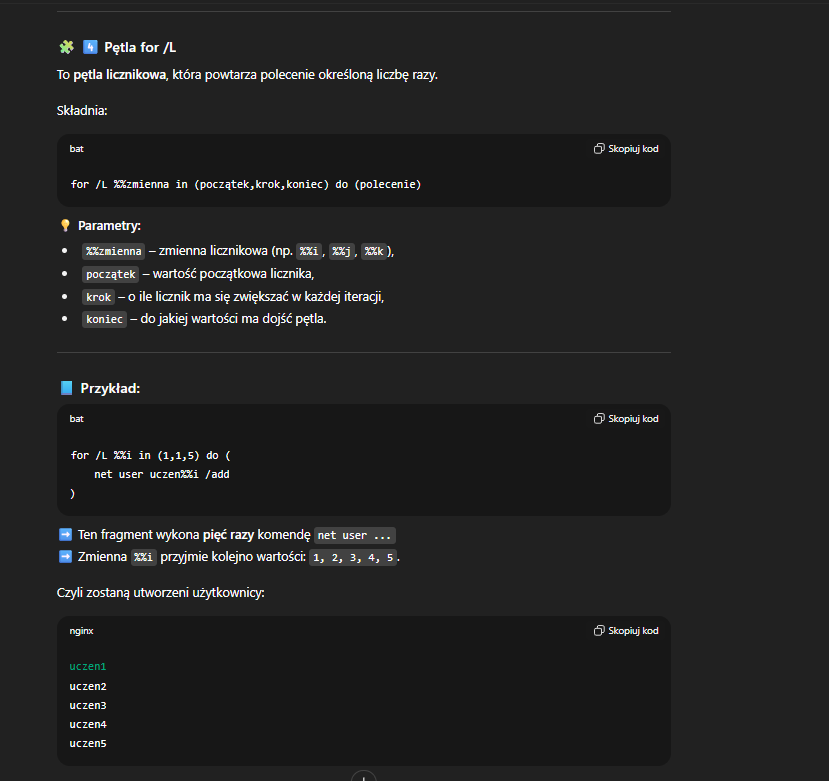 🧩 4️⃣ Pętla for /L
To pętla licznikowa, która powtarza polecenie określoną liczbę razy.
Składnia:
bat
Skopiuj kod
for /L %%zmienna in (początek,krok,koniec) do (polecenie)
💡 Parametry:
• %%zmienna – zmienna licznikowa (np. %%i, %%j, %%k),
• początek – wartość początkowa licznika,
• krok – o ile licznik ma się zwiększać w każdej iteracji,
• koniec – do jakiej wartości ma dojść pętla.
📘 Przykład:
bat
Skopiuj kod
for /L %%i in (1,1,5) do (
    net user uczen%%i /add
)
➡️ Ten fragment wykona pięć razy komendę net user ...
➡️ Zmienna %%i przyjmie kolejno wartości: 1, 2, 3, 4, 5.
Czyli zostaną utworzeni użytkownicy:
nginx
Skopiuj kod
uczen1
uczen2
uczen3
uczen4
uczen5